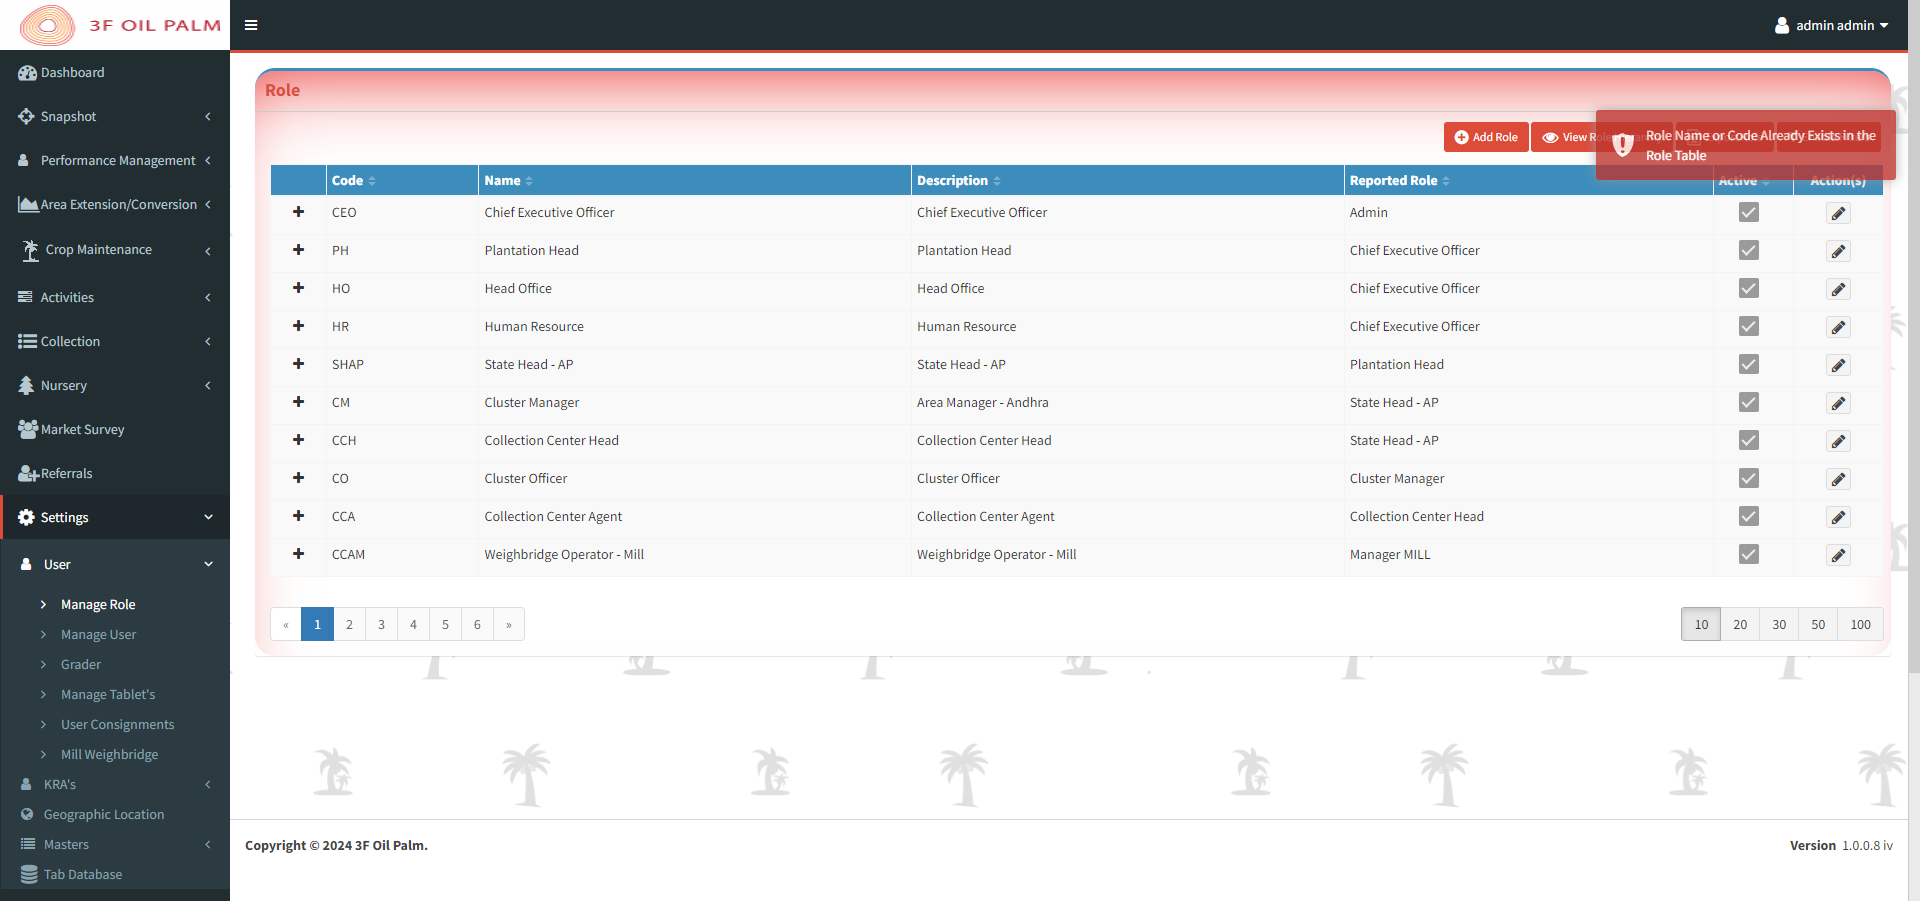 3F OIL PALM
admin admin
Dashboard
Snapshot
Performance Management
Area Extension/Conversion
Crop Maintenance
Activities
Collection
Nursery
Market Survey
Referrals
Settings
User
Manage Role
Manage User
Grader
Manage Tablet's
User Consignments
Mill Weighbridge
KRA's
Geographic Location
Masters
Tab Database
Role
Add Role
View Role
Role Name or Code Already Exists in the
Role Table
Code Name Description Reported Role Active Action(s)
CEO Chief Executive Officer Chief Executive Officer Admin
PH Plantation Head Plantation Head Chief Executive Officer
HO Head Office Head Office Chief Executive Officer
HR Human Resource Human Resource Chief Executive Officer
SHAP State Head - AP State Head - AP Plantation Head
CM Cluster Manager Area Manager - Andhra State Head - AP
CCH Collection Center Head Collection Center Head State Head - AP
CO Cluster Officer Cluster Officer Cluster Manager
CCA Collection Center Agent Collection Center Agent Collection Center Head
CCAM Weighbridge Operator - Mill Weighbridge Operator - Mill Manager MILL
« 1 2 3 4 5 6 » 10 20 30 50 100
Copyright © 2024 3F Oil Palm. Version 1.0.0.8 iv